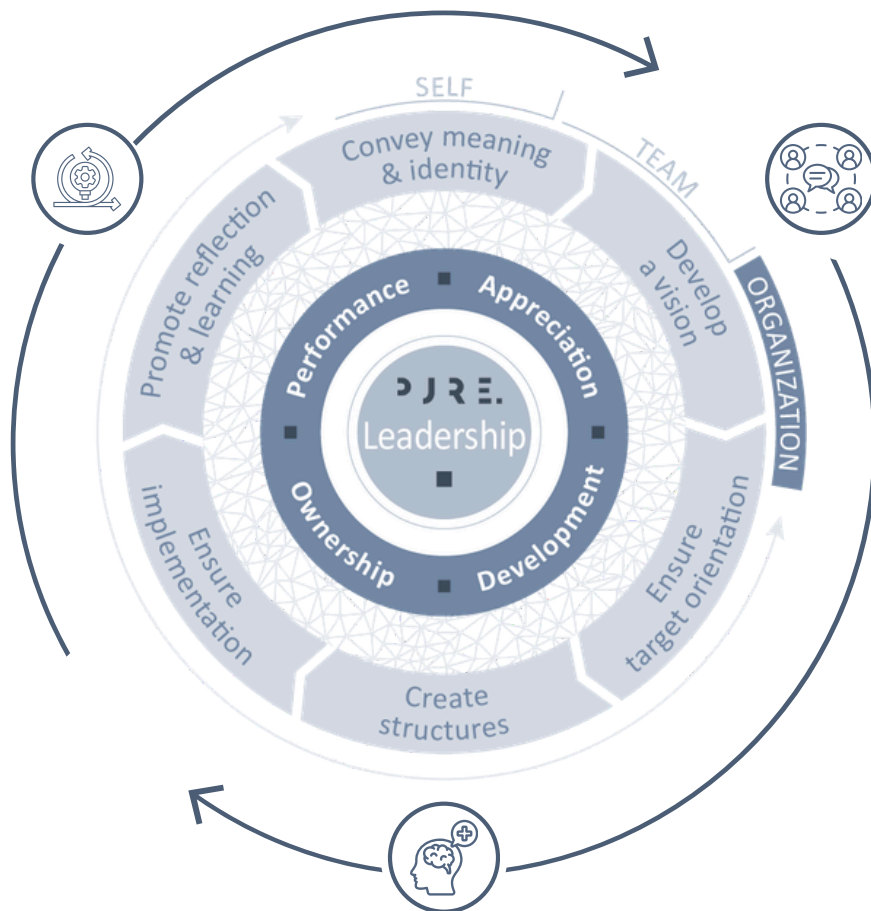 SELF
TEAM
ORGANIZATION
Convey meaning
& identity
Develop
a vision
Ensure
target orientation
Create
structures
Ensure
implementation
Promote reflection
& learning
Performance
Appreciation
Development
Ownership
PURE.
Leadership